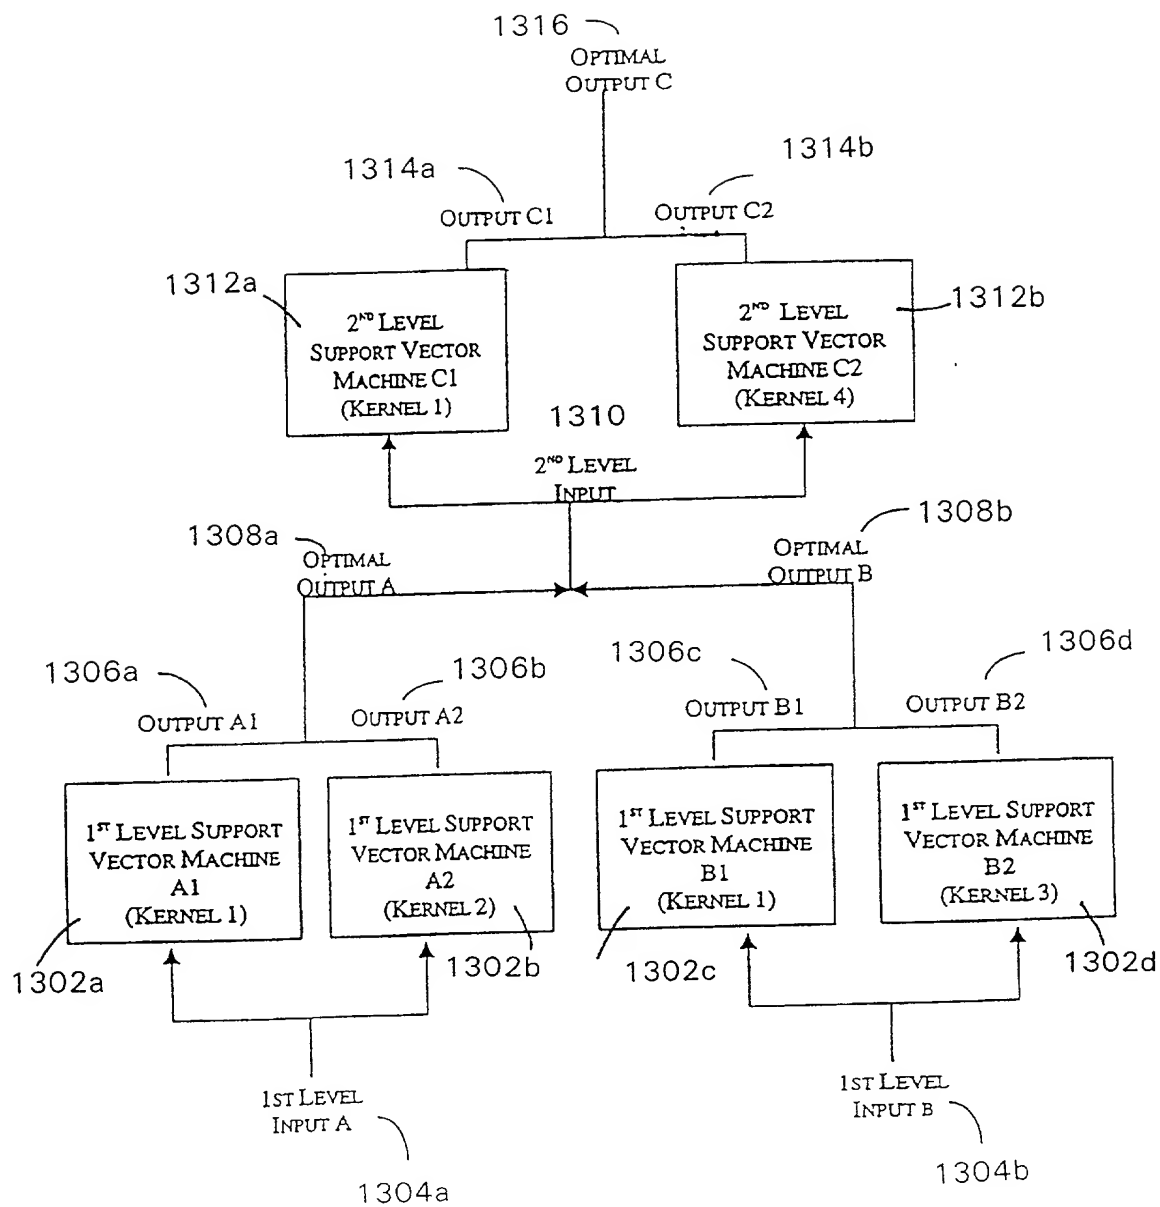 1316
OPTIMAL
OUTPUT C
1314a
1314b
OUTPUT C1
OUTPUT C2
1312a
1312b
2ND LEVEL
SUPPORT VECTOR
MACHINE C1
(KERNEL 1)
2ND LEVEL
SUPPORT VECTOR
MACHINE C2
(KERNEL 4)
1310
2ND LEVEL
INPUT
1308a
1308b
OPTIMAL
OUTPUT A
OPTIMAL
OUTPUT B
1306a
1306b
1306c
1306d
OUTPUT A1
OUTPUT A2
OUTPUT B1
OUTPUT B2
1ST LEVEL SUPPORT
VECTOR MACHINE
A1
(KERNEL 1)
1ST LEVEL SUPPORT
VECTOR MACHINE
A2
(KERNEL 2)
1ST LEVEL SUPPORT
VECTOR MACHINE
B1
(KERNEL 1)
1ST LEVEL SUPPORT
VECTOR MACHINE
B2
(KERNEL 3)
1302a
1302b
1302c
1302d
1ST LEVEL
INPUT A
1ST LEVEL
INPUT B
1304a
1304b